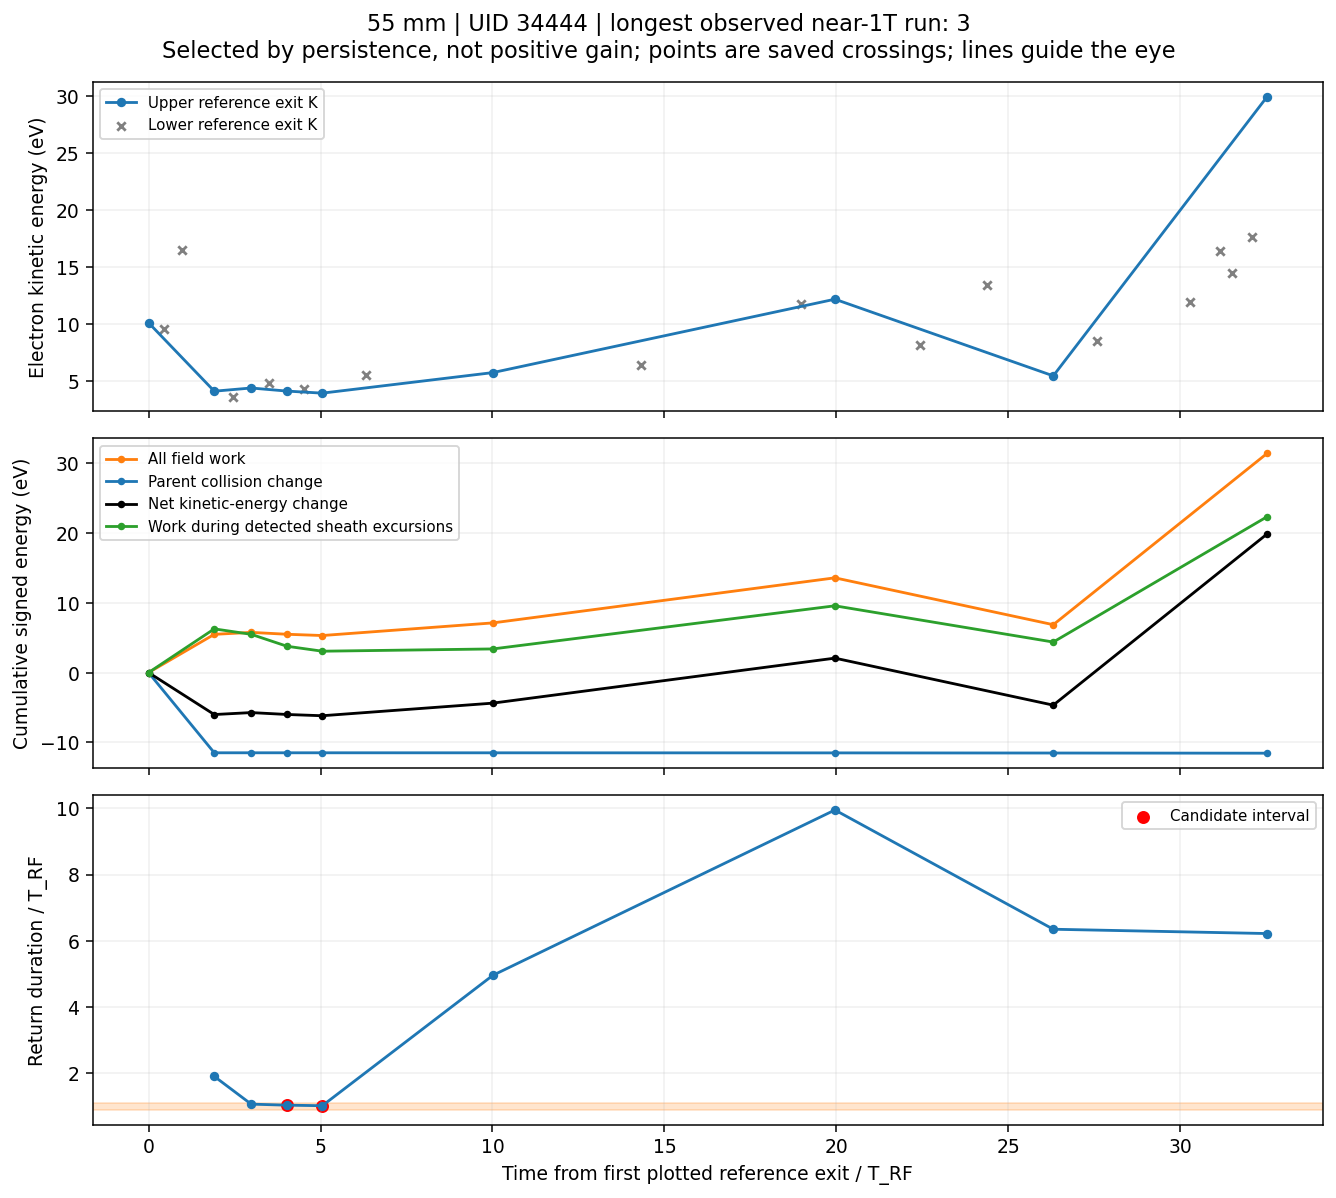 55 mm | UID 34444 | longest observed near-1T run: 3
Selected by persistence, not positive gain; points are saved crossings; lines guide the eye
Electron kinetic energy (eV)
30
25
20
15
10
5
Upper reference exit K
Lower reference exit K
Cumulative signed energy (eV)
30
20
10
0
−10
All field work
Parent collision change
Net kinetic-energy change
Work during detected sheath excursions
Return duration / T_RF
10
8
6
4
2
Candidate interval
0 5 10 15 20 25 30
Time from first plotted reference exit / T_RF